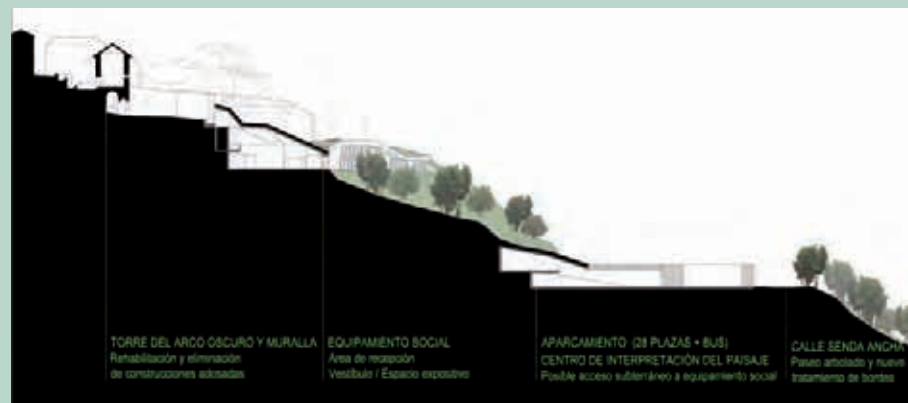 TORRE DEL ARCO OSCURO Y MURALLA
Rehabilitación y eliminación
de construcciones adosadas
EQUIPAMIENTO SOCIAL
Area de recepción
Vestíbulo / Espacio expositivo
APARCAMIENTO (28 PLAZAS + BUS)
CENTRO DE INTERPRETACIÓN DEL PAISAJE
Posible acceso subterráneo a equipamiento social
CALLE SENDA ANCHA
Paseo arbolado y nuevo
tratamiento de bordes